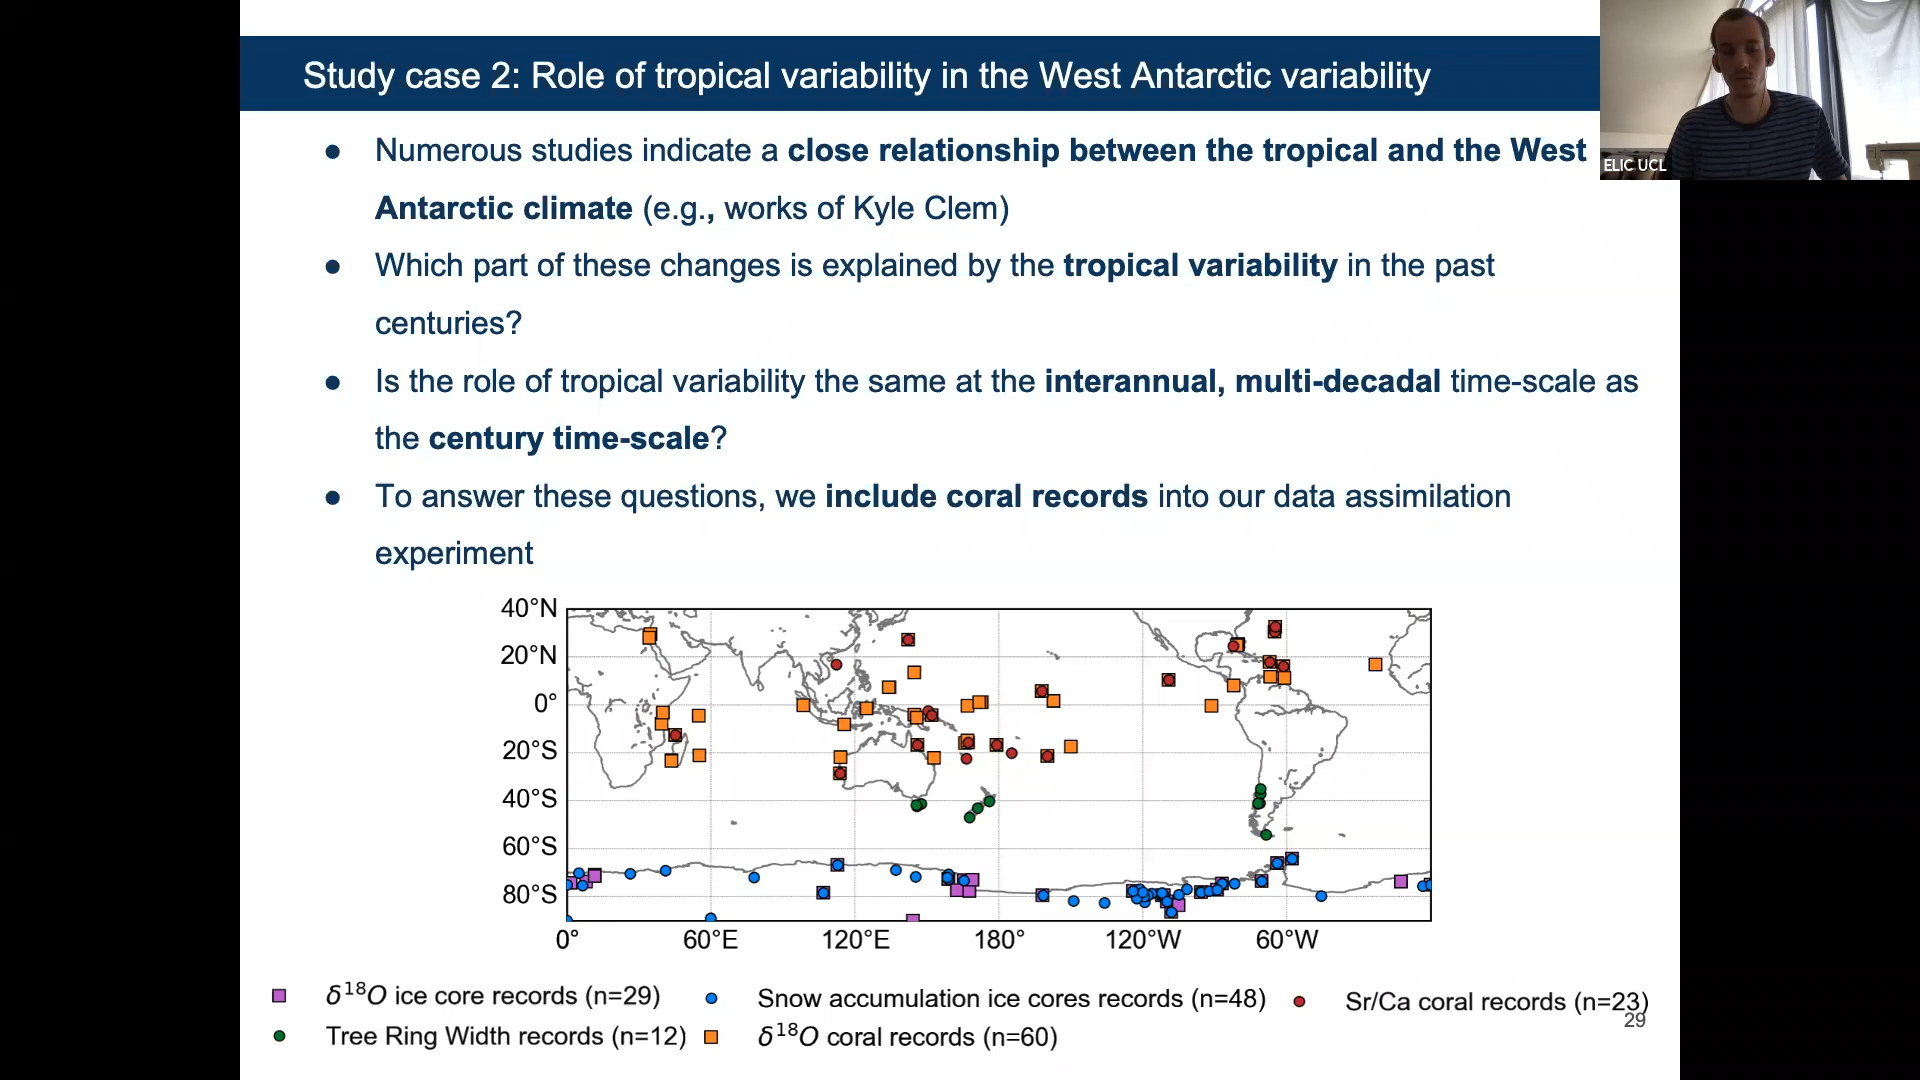 Study case 2: Role of tropical variability in the West Antarctic variability
ELIC UCL
● Numerous studies indicate a close relationship between the tropical and the West
Antarctic climate (e.g., works of Kyle Clem)
● Which part of these changes is explained by the tropical variability in the past
centuries?
● Is the role of tropical variability the same at the interannual, multi-decadal time-scale as
the century time-scale?
● To answer these questions, we include coral records into our data assimilation
experiment
40°N
20°N
0°
20°S
40°S
60°S
80°S
0° 60°E 120°E 180° 120°W 60°W
δ¹⁸O ice core records (n=29) Snow accumulation ice cores records (n=48) Sr/Ca coral records (n=23)
Tree Ring Width records (n=12) δ¹⁸O coral records (n=60)
29